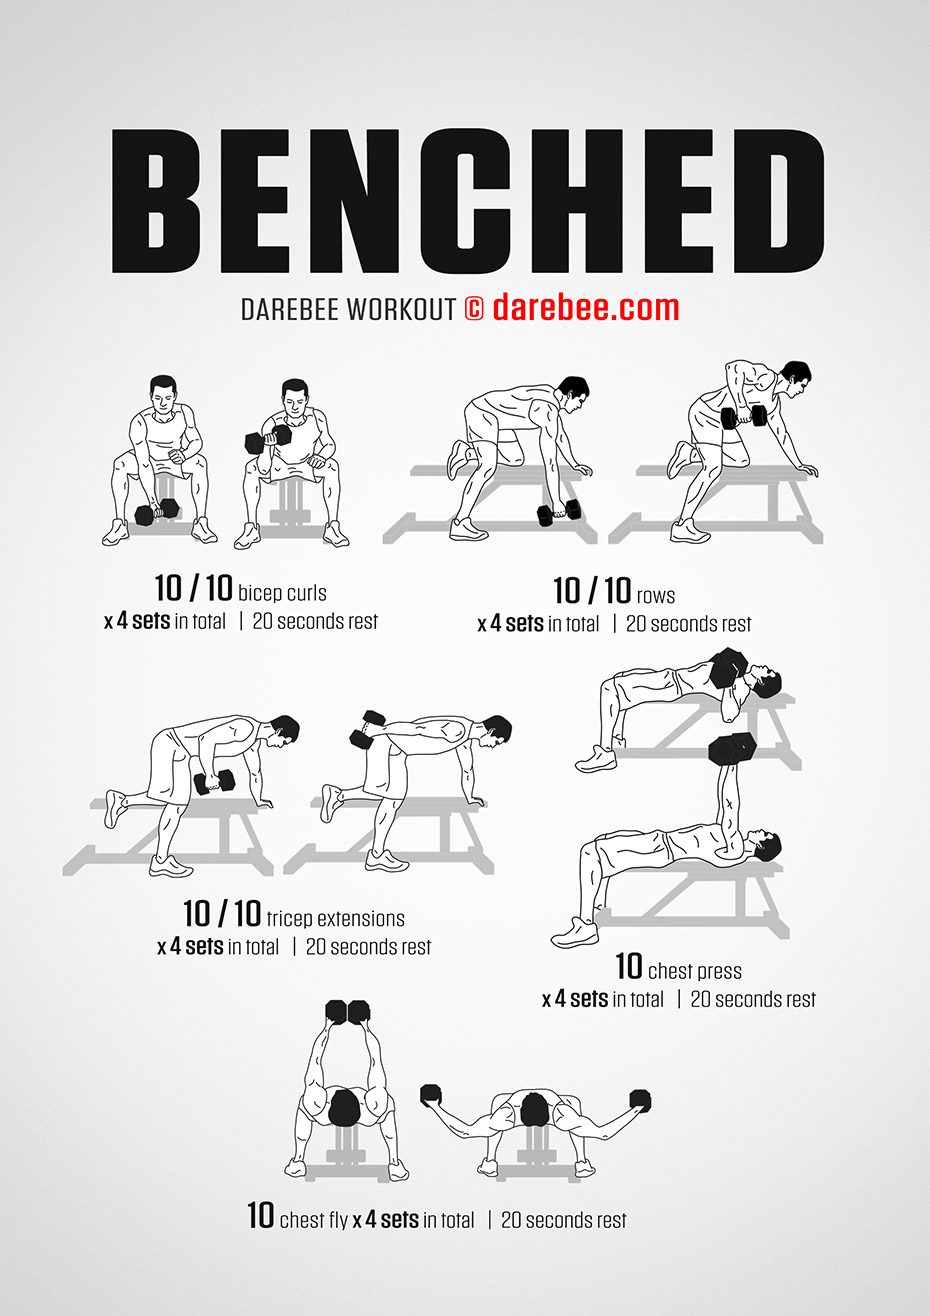 BENCHED
DAREBEE WORKOUT © darebee.com
10 / 10 bicep curls
x 4 sets in total | 20 seconds rest
10 / 10 rows
x 4 sets in total | 20 seconds rest
10 / 10 tricep extensions
x 4 sets in total | 20 seconds rest
10 chest press
x 4 sets in total | 20 seconds rest
10 chest fly x 4 sets in total | 20 seconds rest